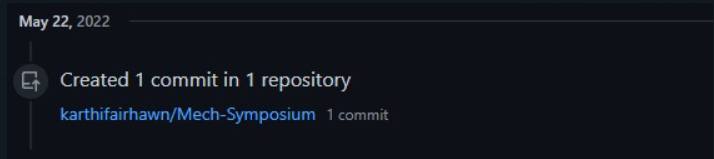 May 22, 2022
Created 1 commit in 1 repository
karthifairhawn/Mech-Symposium 1 commit